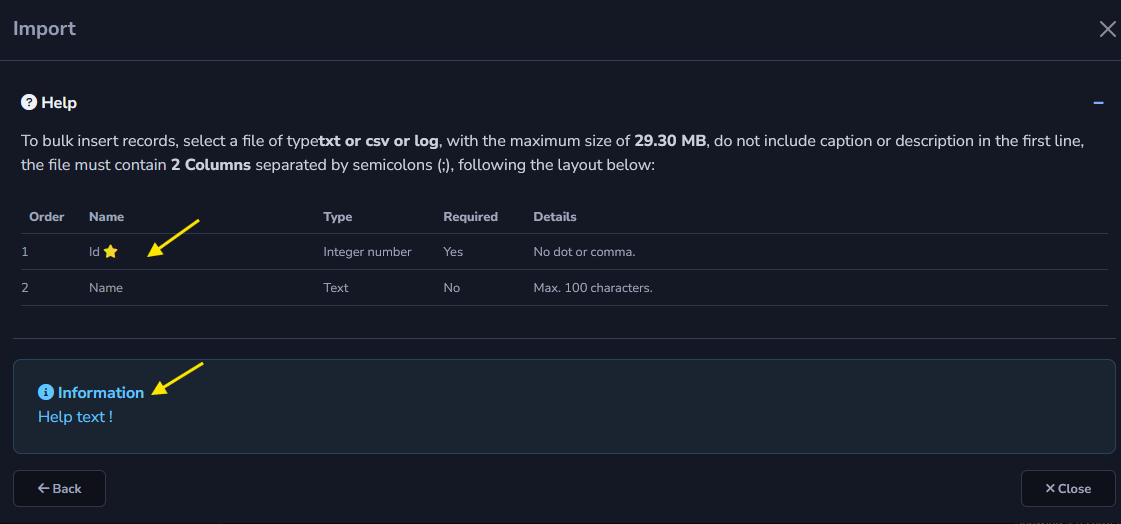 Import
Help
To bulk insert records, select a file of typetxt or csv or log, with the maximum size of 29.30 MB, do not include caption or description in the first line,
the file must contain 2 Columns separated by semicolons (;), following the layout below:
Order Name Type Required Details
1 Id Integer number Yes No dot or comma.
2 Name Text No Max. 100 characters.
Information
Help text !
Back Close